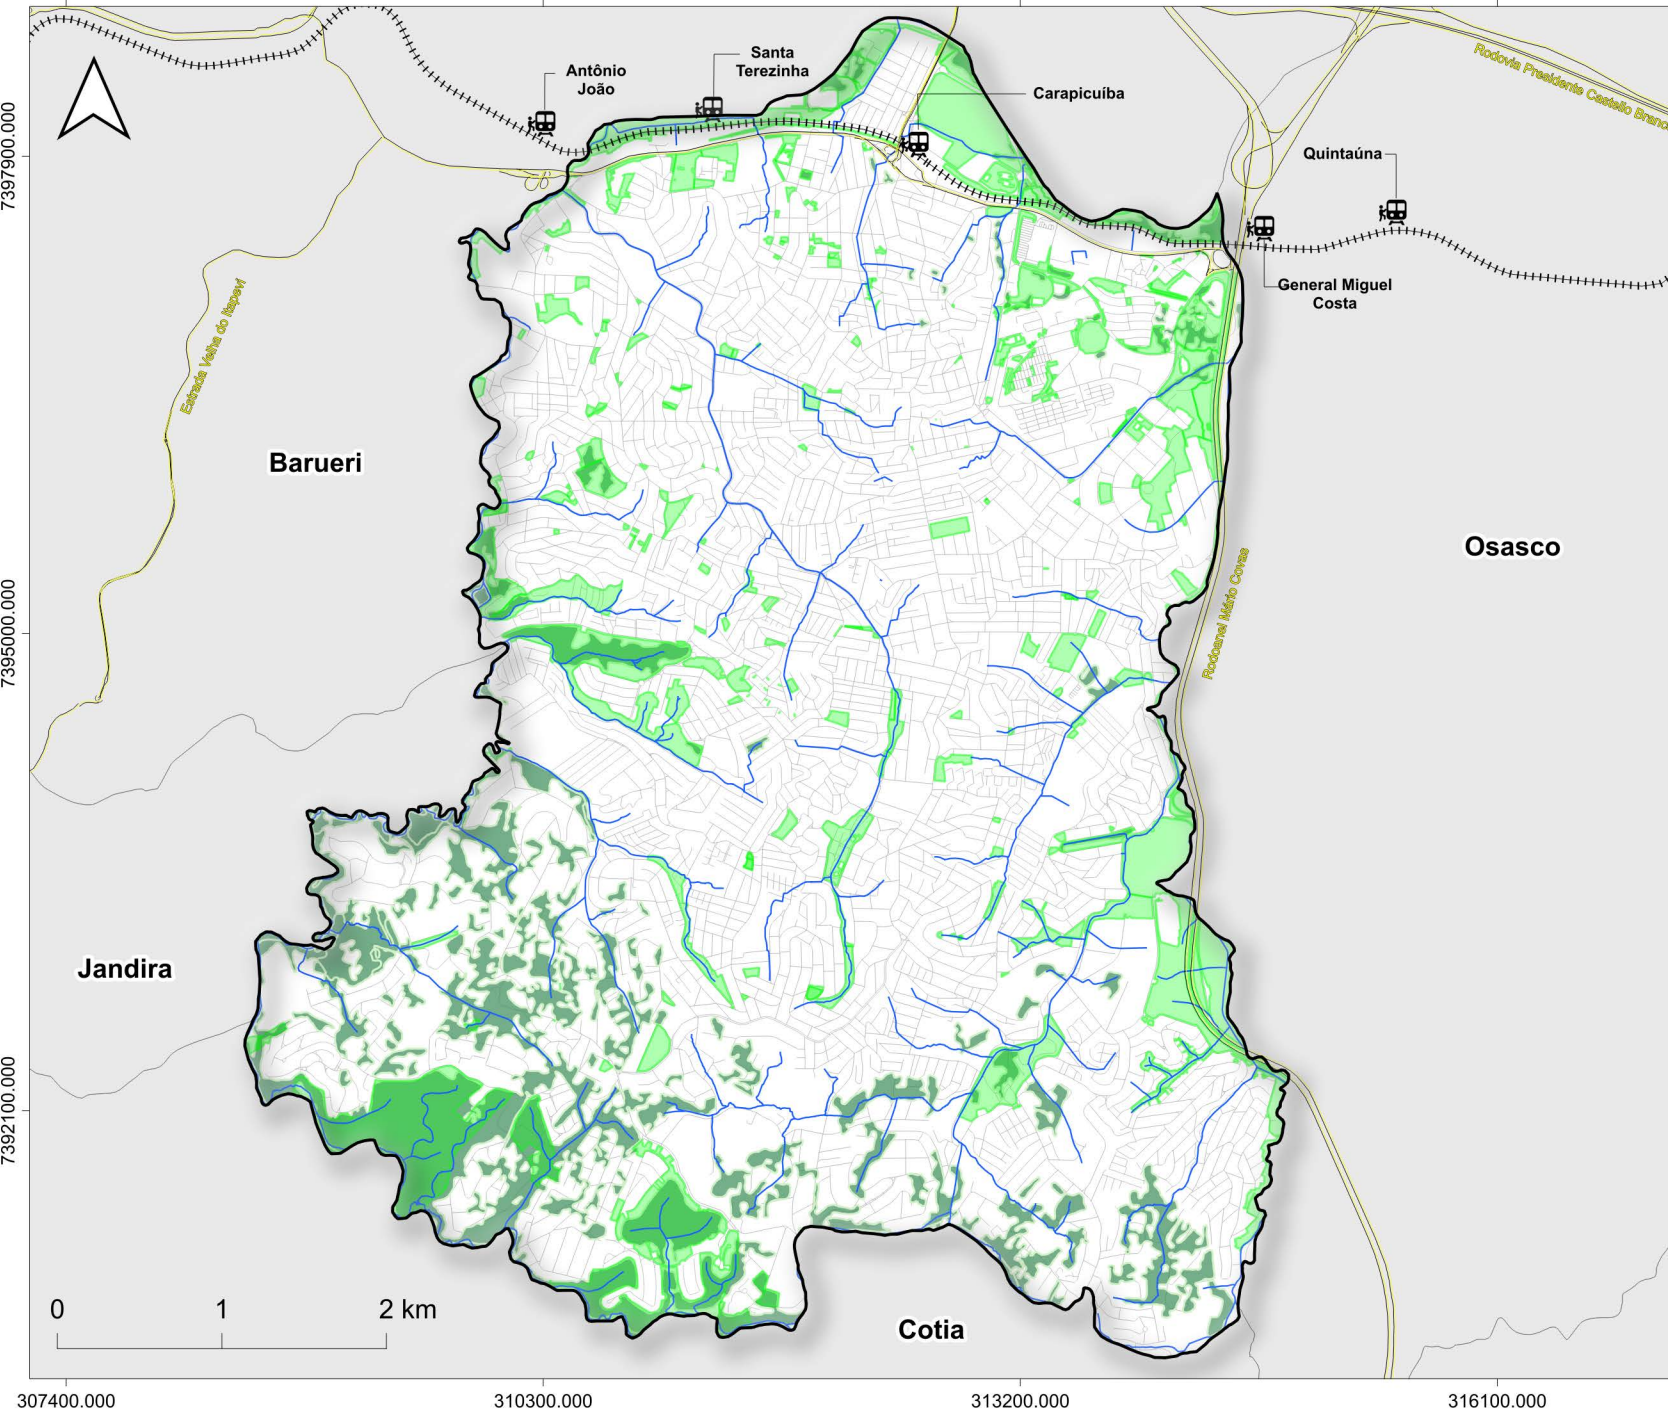 Rodovia Presidente Castello Branco
Santa
Terezinha
Antônio
João
Carapicuíba
Quintaúna
7397900.000
General Miguel
Costa
Estrada Velha do Itapevi
Barueri
Osasco
Rodoanel Mário Covas
7395000.000
Jandira
7392100.000
0 1 2 km
Cotia
307400.000 310300.000 313200.000 316100.000